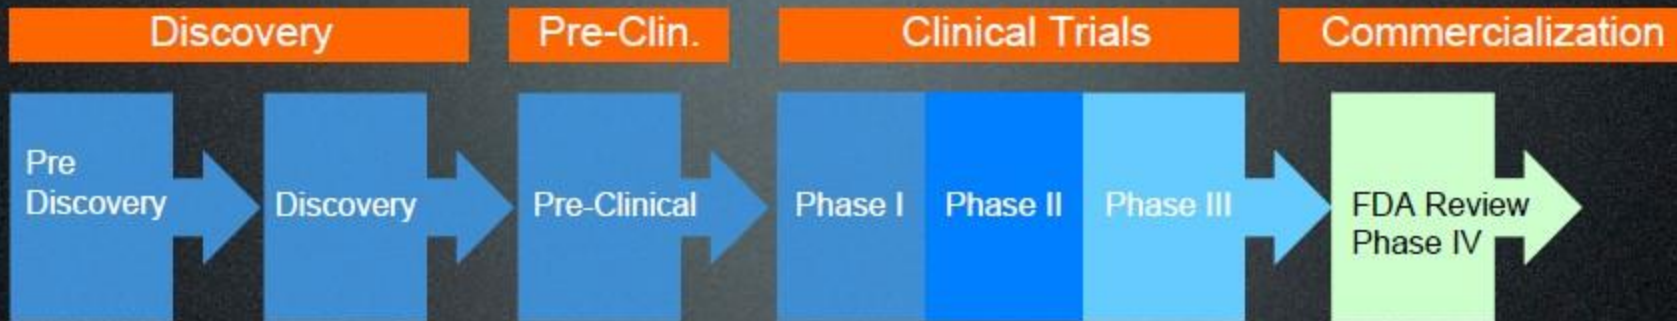 Discovery
Pre-Clin.
Clinical Trials
Commercialization
Pre
Discovery
Discovery
Pre-Clinical
Phase I
Phase II
Phase III
FDA Review
Phase IV